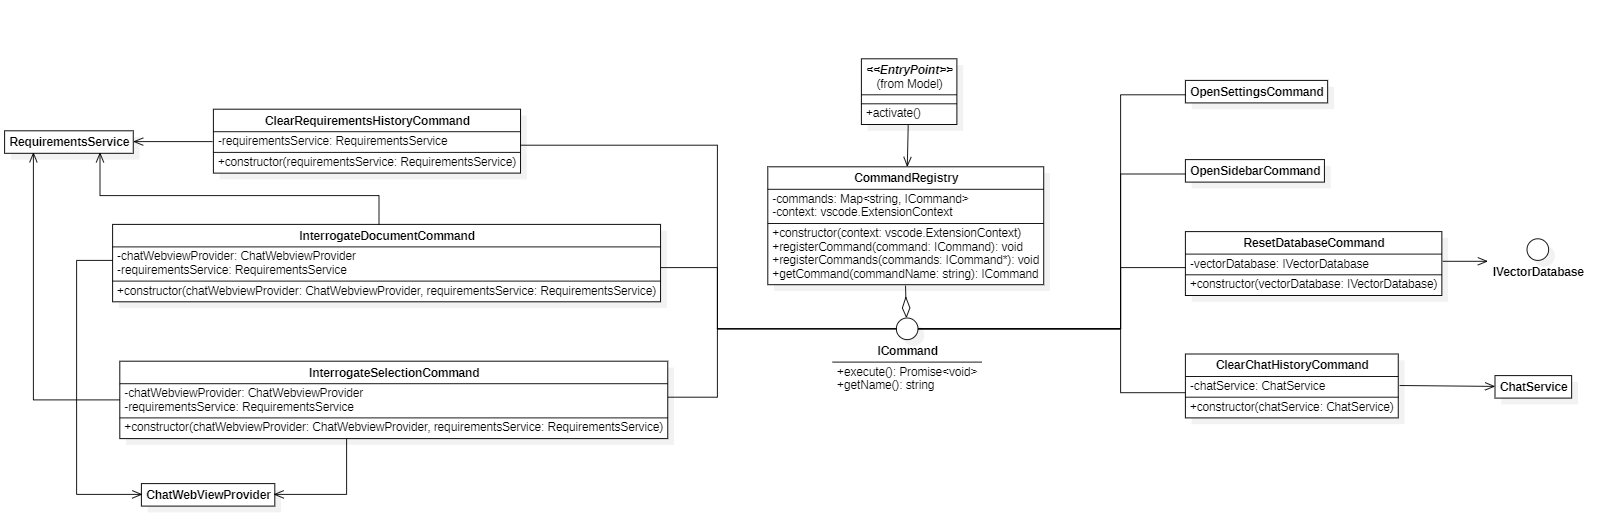 <<EntryPoint>>
(from Model)
+activate()
RequirementsService
ClearRequirementsHistoryCommand
-requirementsService: RequirementsService
+constructor(requirementsService: RequirementsService)
InterrogateDocumentCommand
-chatWebviewProvider: ChatWebviewProvider
-requirementsService: RequirementsService
+constructor(chatWebviewProvider: ChatWebviewProvider, requirementsService: RequirementsService)
InterrogateSelectionCommand
-chatWebviewProvider: ChatWebviewProvider
-requirementsService: RequirementsService
+constructor(chatWebviewProvider: ChatWebviewProvider, requirementsService: RequirementsService)
ChatWebViewProvider
CommandRegistry
-commands: Map<string, ICommand>
-context: vscode.ExtensionContext
+constructor(context: vscode.ExtensionContext)
+registerCommand(command: ICommand): void
+registerCommands(commands: ICommand*): void
+getCommand(commandName: string): ICommand
ICommand
+execute(): Promise<void>
+getName(): string
OpenSettingsCommand
OpenSidebarCommand
ResetDatabaseCommand
-vectorDatabase: IVectorDatabase
+constructor(vectorDatabase: IVectorDatabase)
IVectorDatabase
ClearChatHistoryCommand
-chatService: ChatService
+constructor(chatService: ChatService)
ChatService